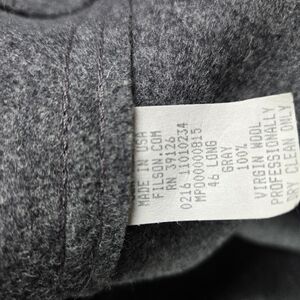 MADE IN USA
FILSON.COM
RN 39126
0216 11010234
MPO00000815
46 LONG
GRAY
100%
VIRGIN WOOL
PROFESSIONALLY
DRY CLEAN ONLY